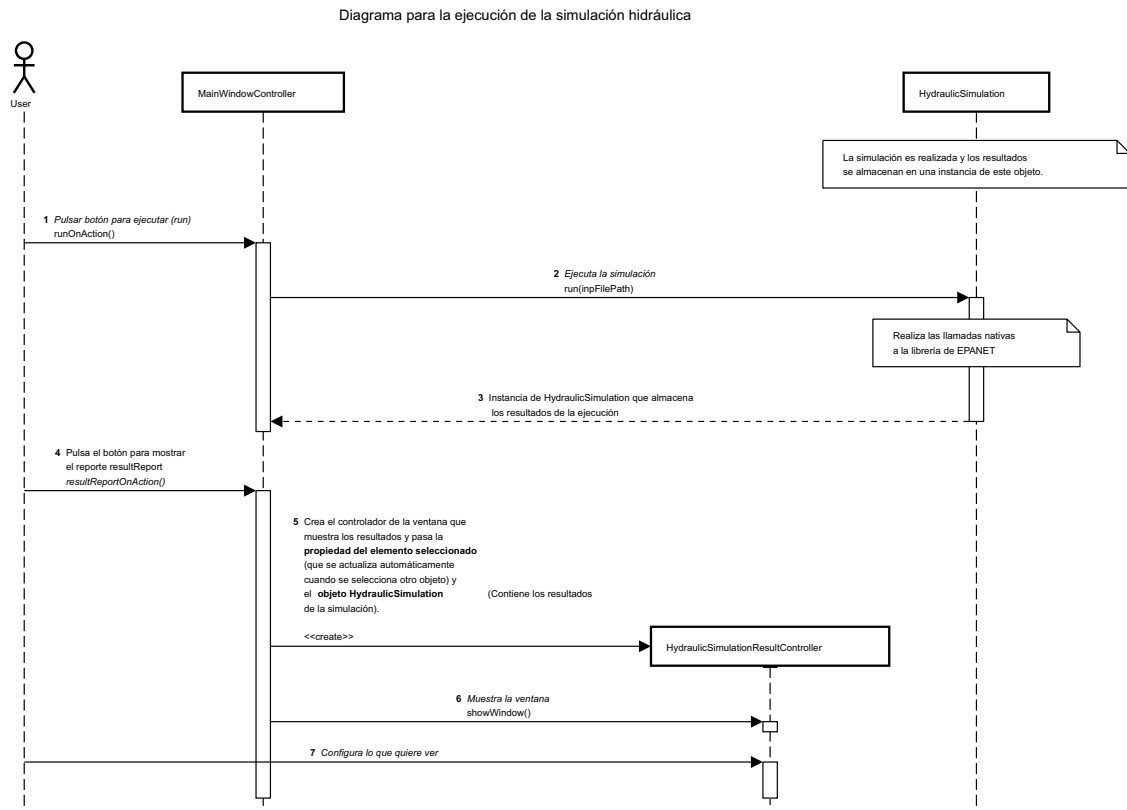 Diagrama para la ejecución de la simulación hidráulica
User
MainWindowController
HydraulicSimulation
La simulación es realizada y los resultados
se almacenan en una instancia de este objeto.
1 Pulsar botón para ejecutar (run)
runOnAction()
2 Ejecuta la simulación
run(inpFilePath)
Realiza las llamadas nativas
a la librería de EPANET
3 Instancia de HydraulicSimulation que almacena
los resultados de la ejecución
4 Pulsa el botón para mostrar
el reporte resultReport
resultReportOnAction()
5 Crea el controlador de la ventana que
muestra los resultados y pasa la
propiedad del elemento seleccionado
(que se actualiza automáticamente
cuando se selecciona otro objeto) y
el objeto HydraulicSimulation (Contiene los resultados
de la simulación).
<<create>>
HydraulicSimulationResultController
6 Muestra la ventana
showWindow()
7 Configura lo que quiere ver